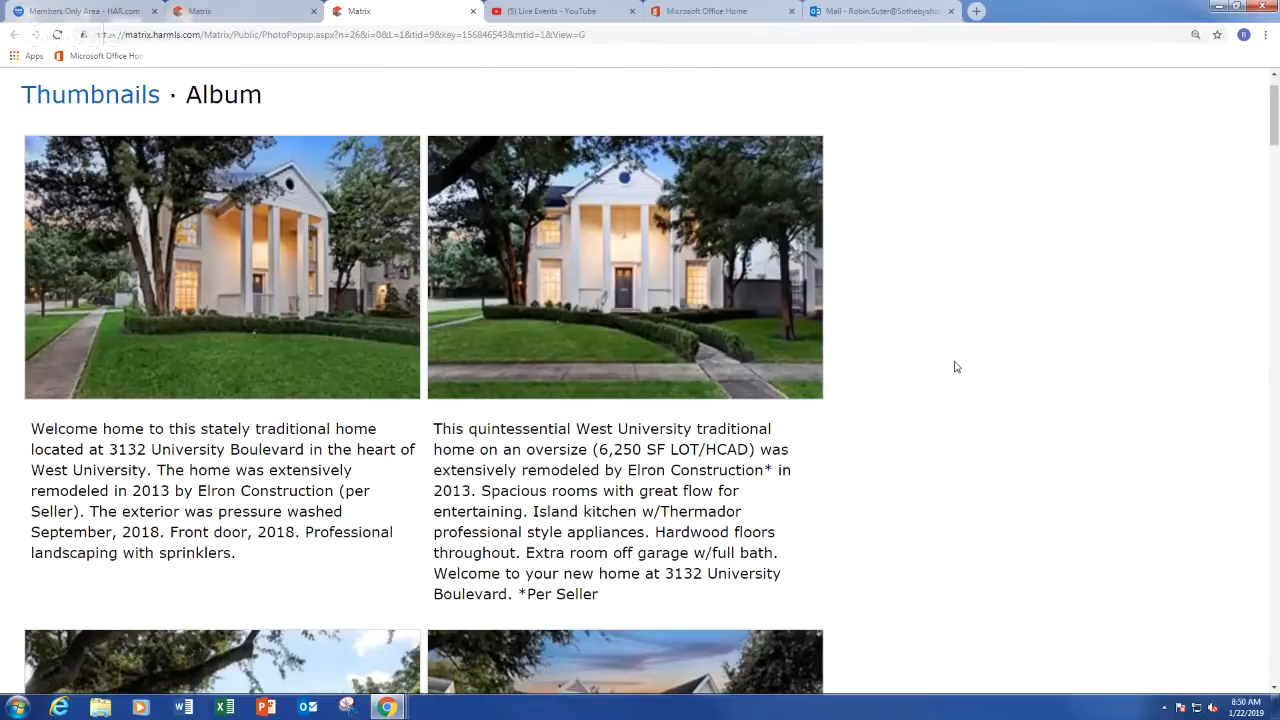 Members Only Area - HAR.com
Matrix
Matrix
(5) Live Events - YouTube
Microsoft Office Home
Mail - Robin.Suter@Sothebysho
matrix.harmls.com/Matrix/Public/PhotoPopup.aspx?n=26&i=0&L=1&tid=9&key=156846543&mtid=1&View=G
B
Apps
Microsoft Office Ho
Thumbnails · Album
Welcome home to this stately traditional home
located at 3132 University Boulevard in the heart of
West University. The home was extensively
remodeled in 2013 by Elron Construction (per
Seller). The exterior was pressure washed
September, 2018. Front door, 2018. Professional
landscaping with sprinklers.
This quintessential West University traditional
home on an oversize (6,250 SF LOT/HCAD) was
extensively remodeled by Elron Construction* in
2013. Spacious rooms with great flow for
entertaining. Island kitchen w/Thermador
professional style appliances. Hardwood floors
throughout. Extra room off garage w/full bath.
Welcome to your new home at 3132 University
Boulevard. *Per Seller
8:50 AM
1/22/2019